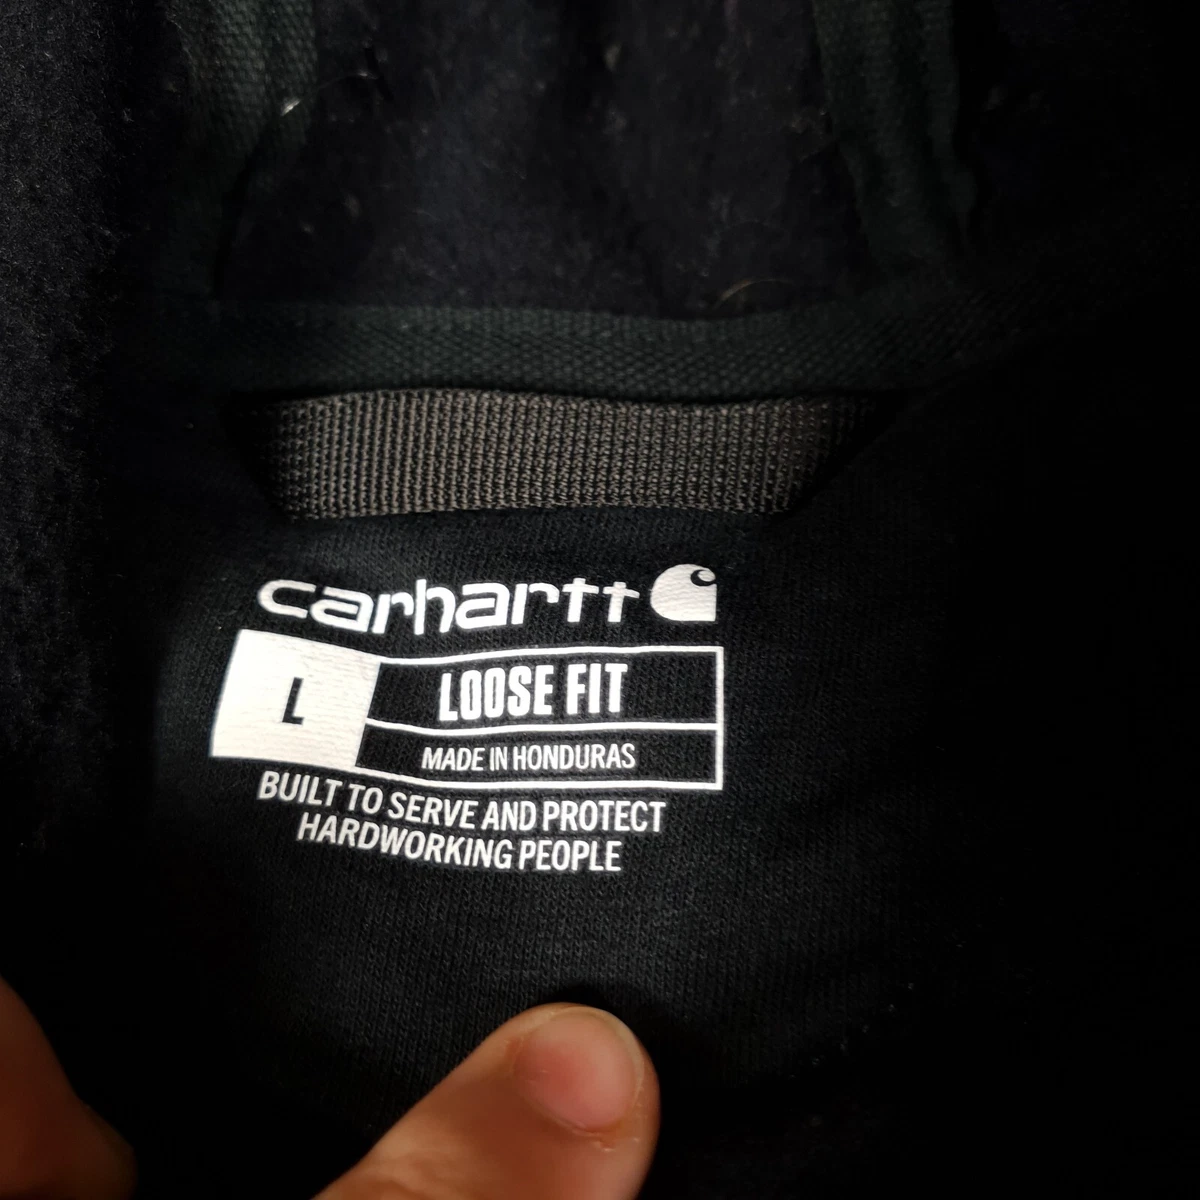 carhartt
L
LOOSE FIT
MADE IN HONDURAS
BUILT TO SERVE AND PROTECT
HARDWORKING PEOPLE